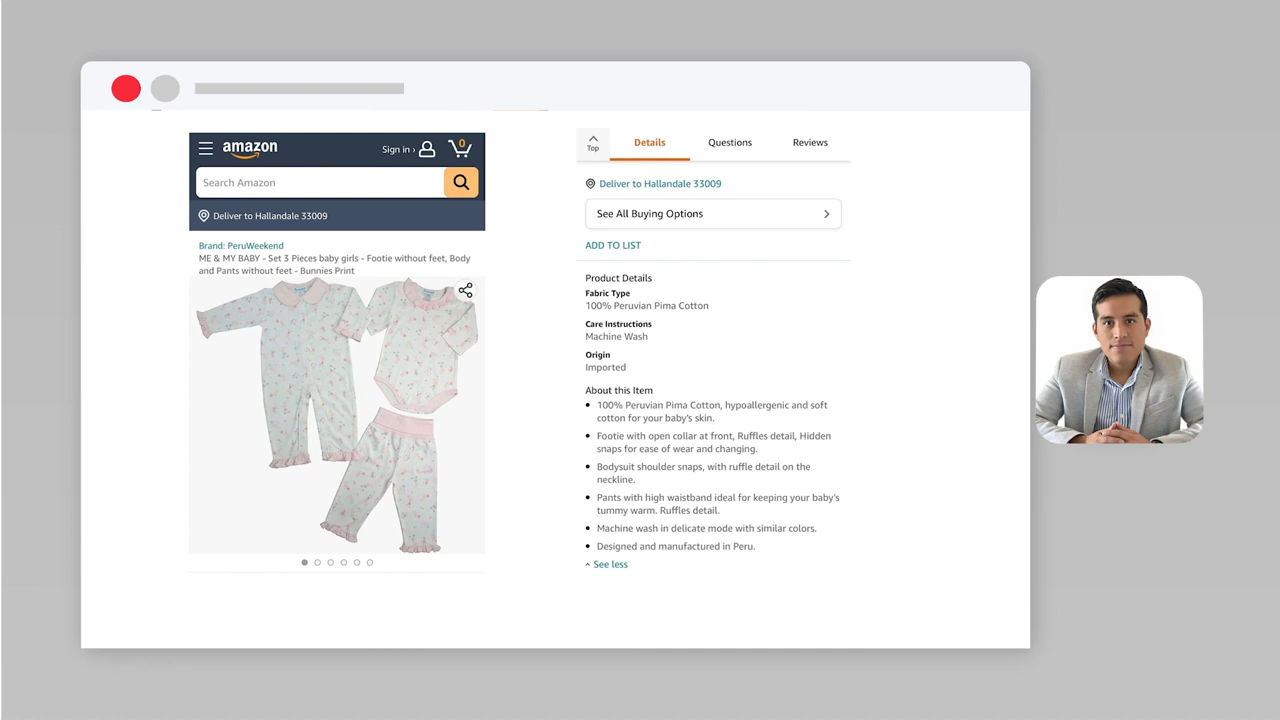 amazon
Sign in ›
0
Search Amazon
Deliver to Hallandale 33009
Brand: PeruWeekend
ME & MY BABY - Set 3 Pieces baby girls - Footie without feet, Body
and Pants without feet - Bunnies Print
Top
Details
Questions
Reviews
Deliver to Hallandale 33009
See All Buying Options
ADD TO LIST
Product Details
Fabric Type
100% Peruvian Pima Cotton
Care Instructions
Machine Wash
Origin
Imported
About this Item
• 100% Peruvian Pima Cotton, hypoallergenic and soft
cotton for your baby's skin.
• Footie with open collar at front, Ruffles detail, Hidden
snaps for ease of wear and changing.
• Bodysuit shoulder snaps, with ruffle detail on the
neckline.
• Pants with high waistband ideal for keeping your baby's
tummy warm. Ruffles detail.
• Machine wash in delicate mode with similar colors.
• Designed and manufactured in Peru.
See less